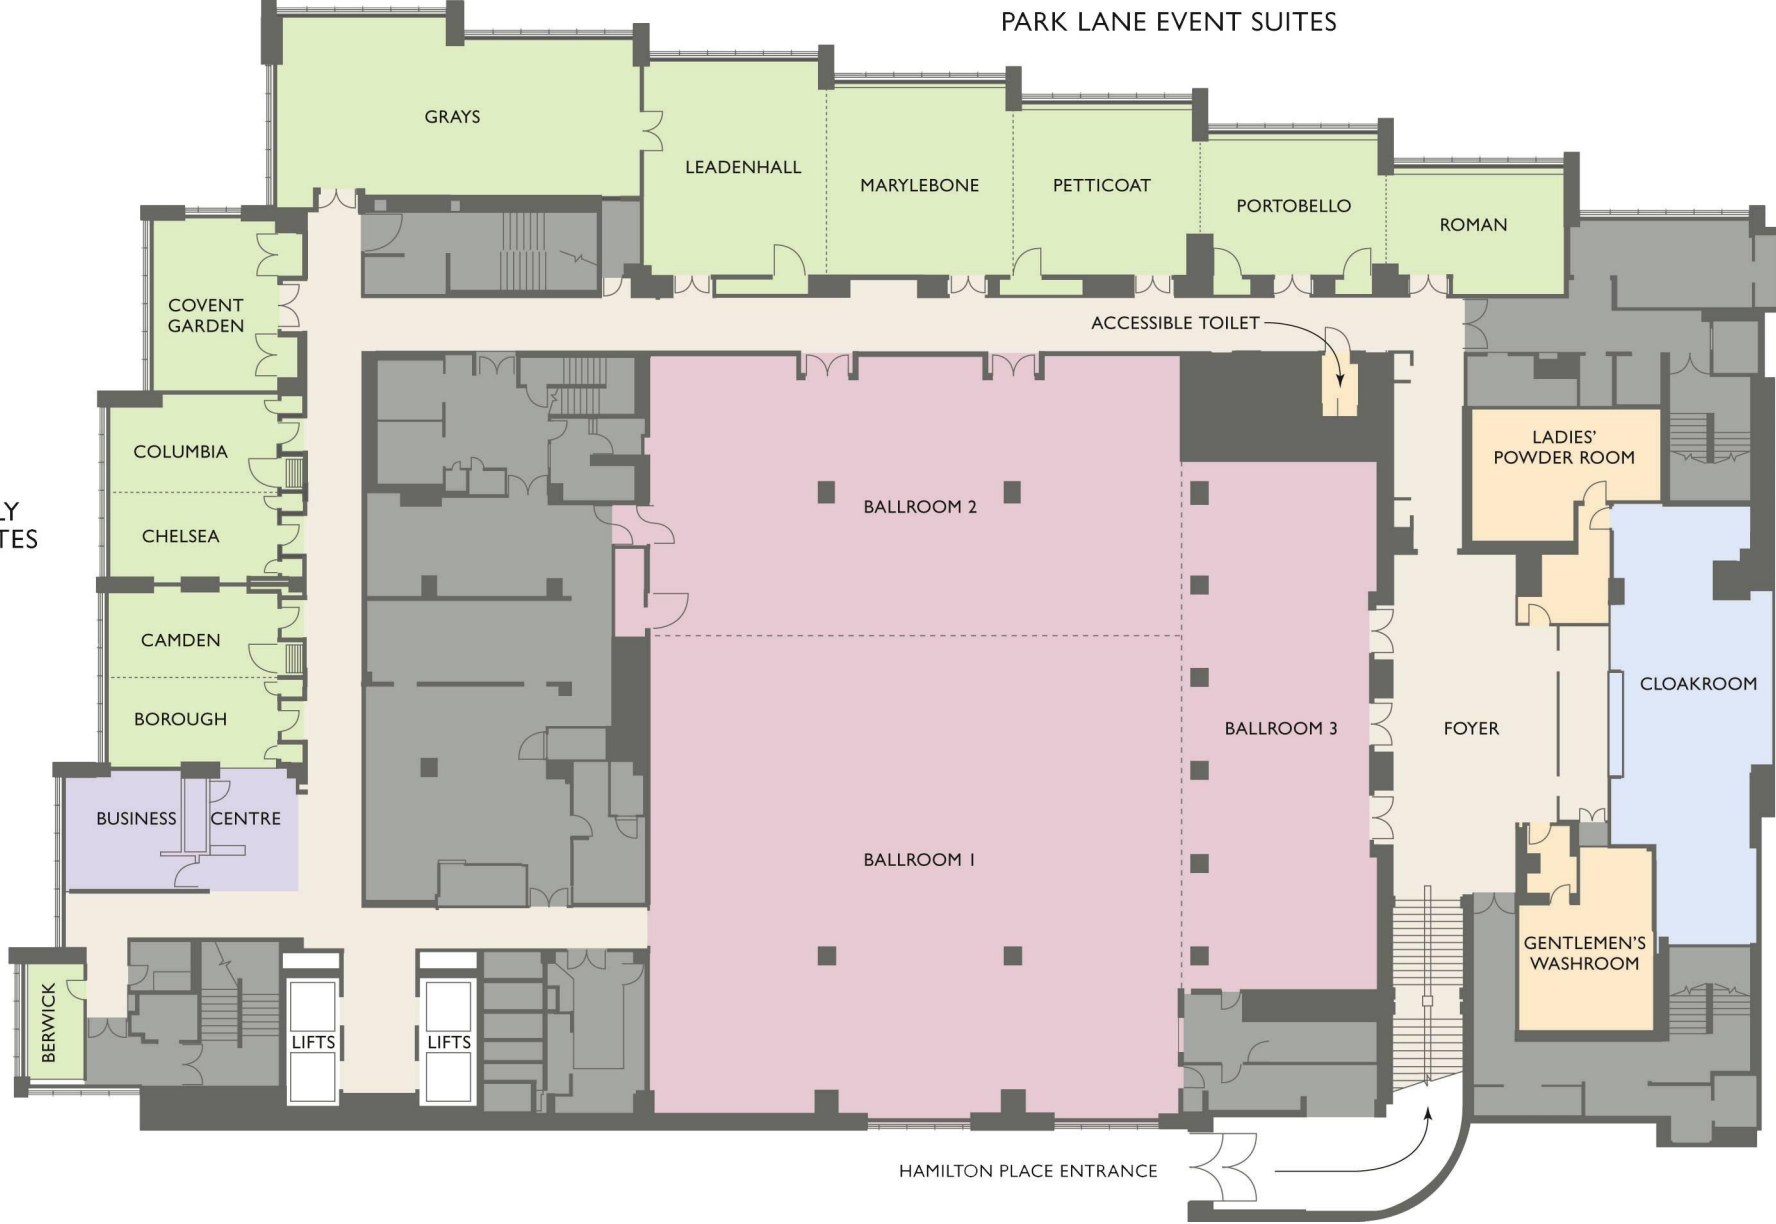 PARK LANE EVENT SUITES
GRAYS
LEADENHALL
MARYLEBONE
PETTICOAT
PORTOBELLO
ROMAN
COVENT
GARDEN
ACCESSIBLE TOILET
COLUMBIA
CHELSEA
LY
TES
BALLROOM 2
LADIES'
POWDER ROOM
CAMDEN
BOROUGH
CLOAKROOM
BALLROOM 3
FOYER
BUSINESS CENTRE
BALLROOM 1
GENTLEMEN'S
WASHROOM
BERWICK
LIFTS
LIFTS
HAMILTON PLACE ENTRANCE